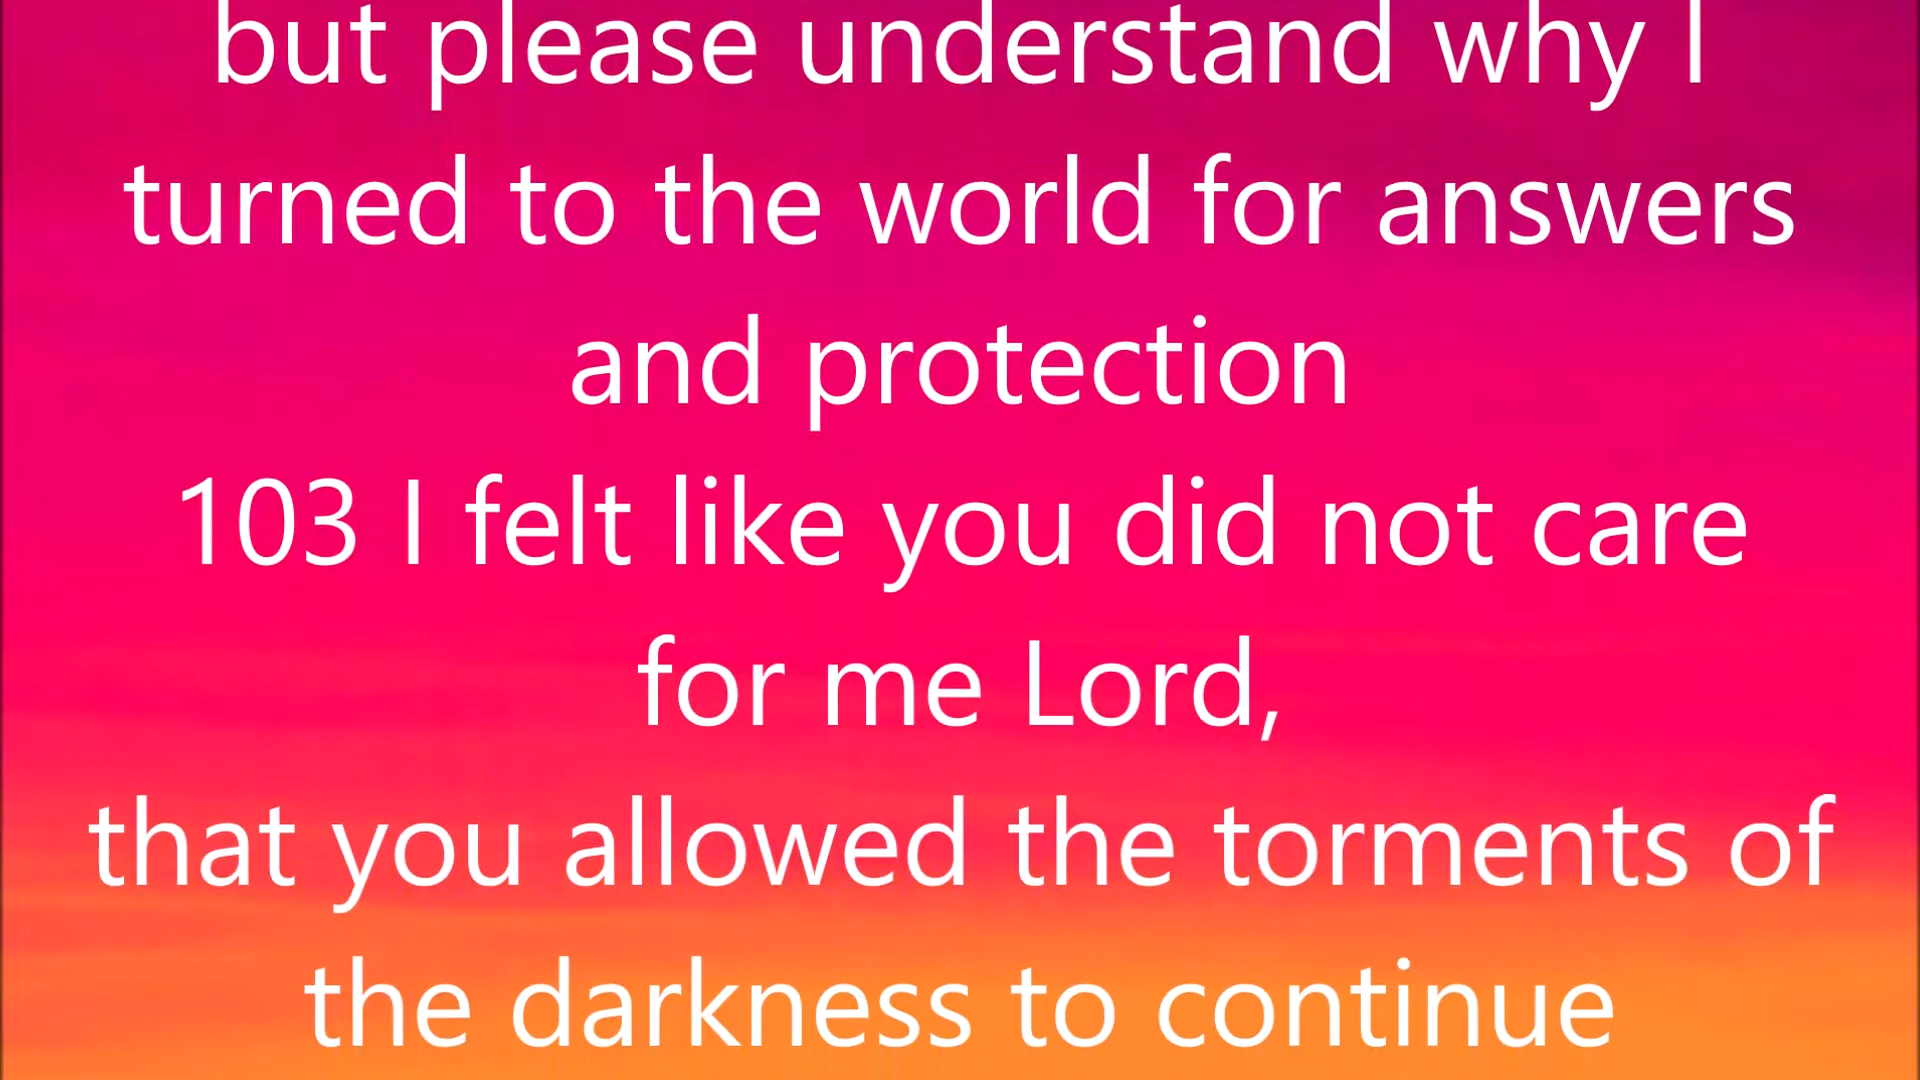 but please understand why I
turned to the world for answers
and protection
103 I felt like you did not care
for me Lord,
that you allowed the torments of
the darkness to continue